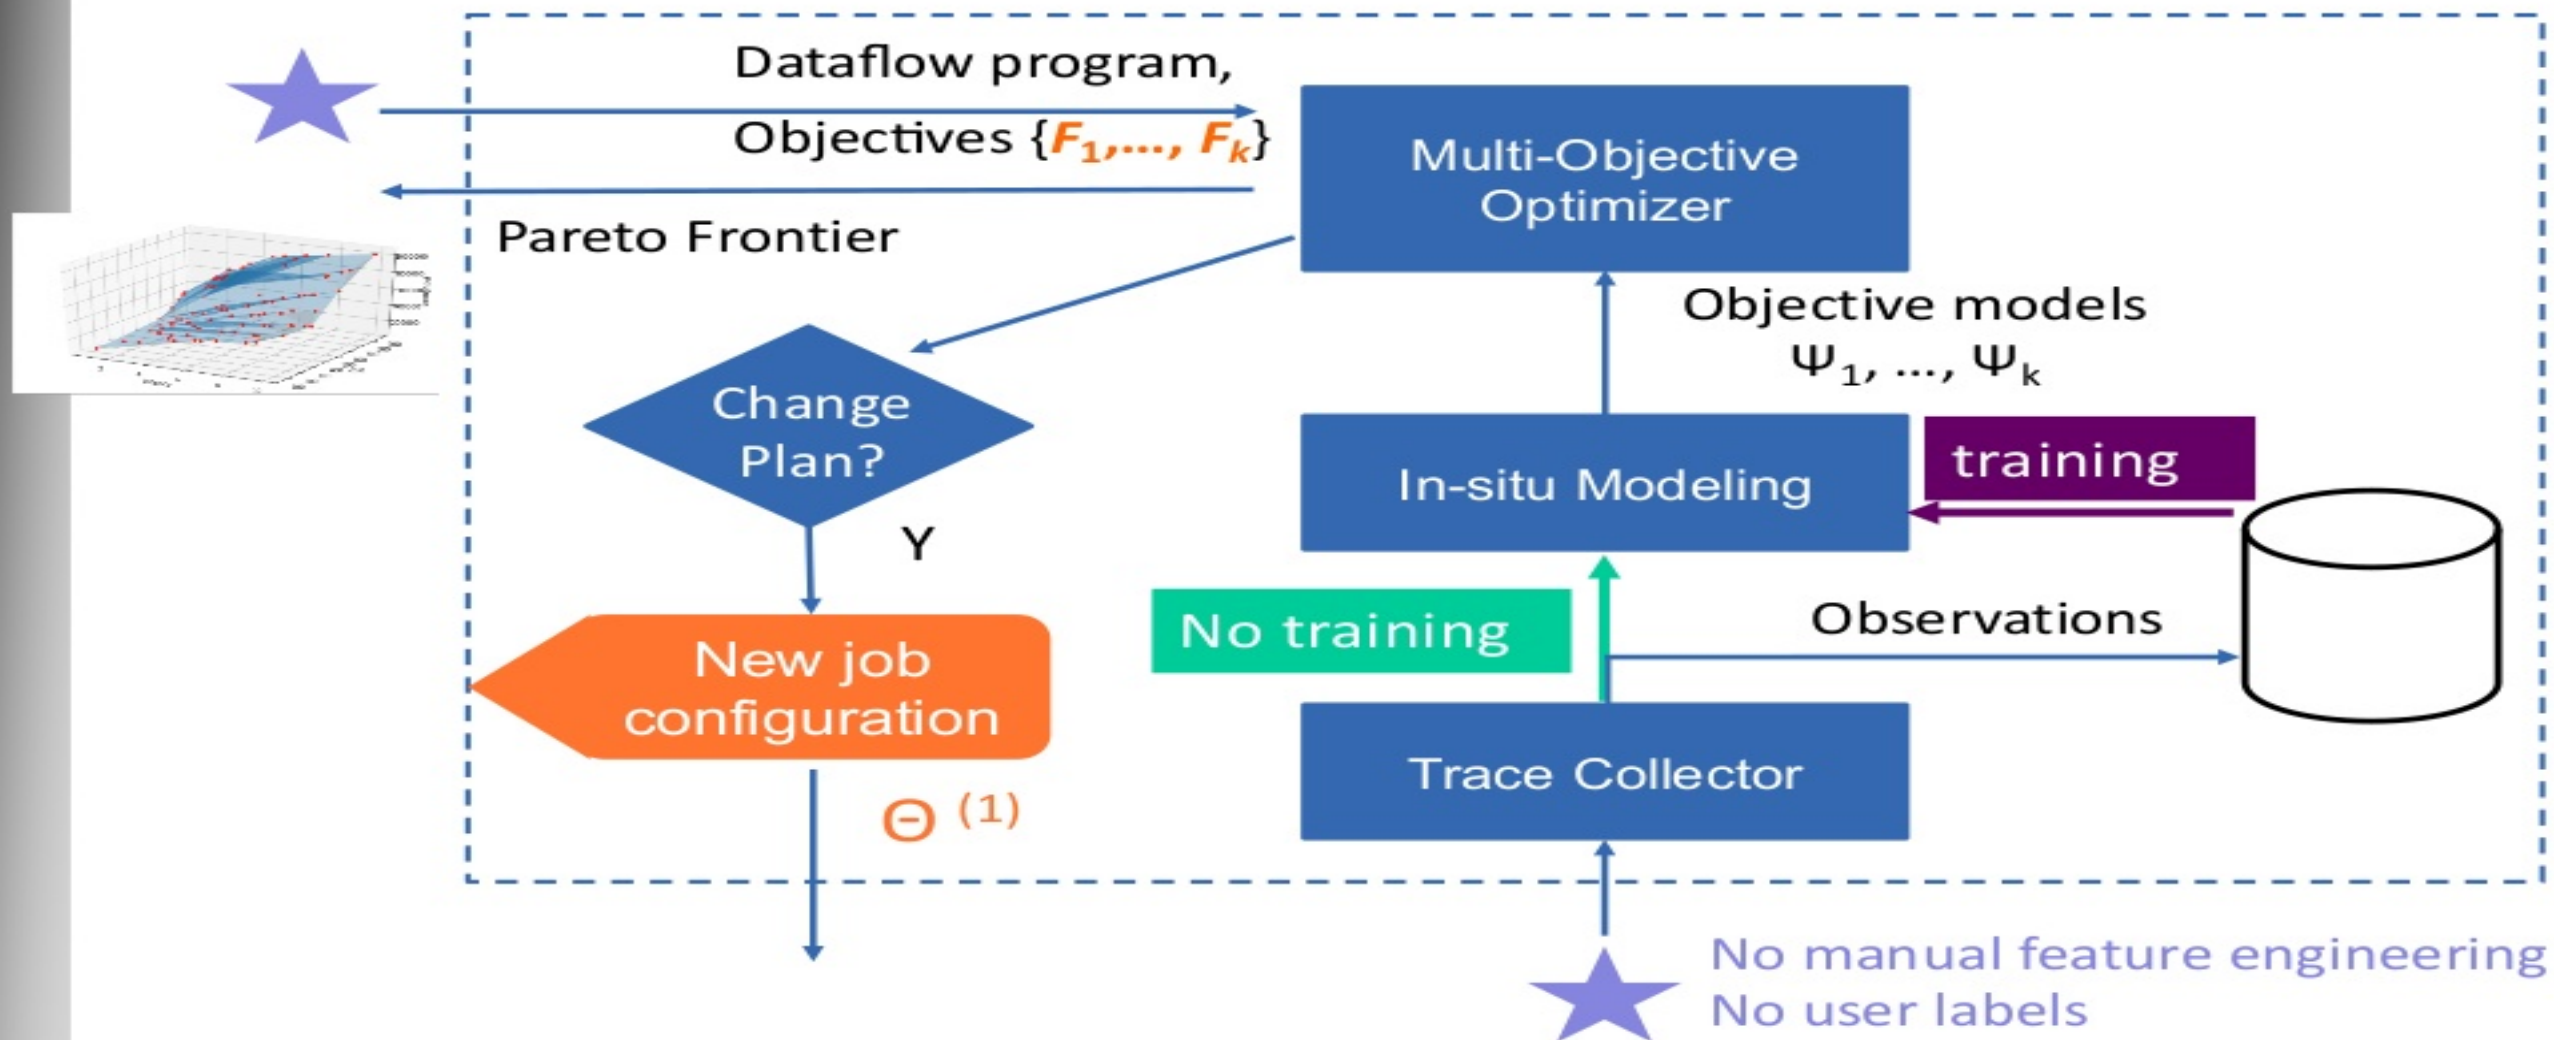 Dataflow program,
Objectives {F1,..., Fk}
Pareto Frontier
Multi-Objective
Optimizer
Objective models
Ψ1, ..., Ψk
Change
Plan?
Y
In-situ Modeling
training
No training
Observations
New job
configuration
Θ (1)
Trace Collector
No manual feature engineering
No user labels